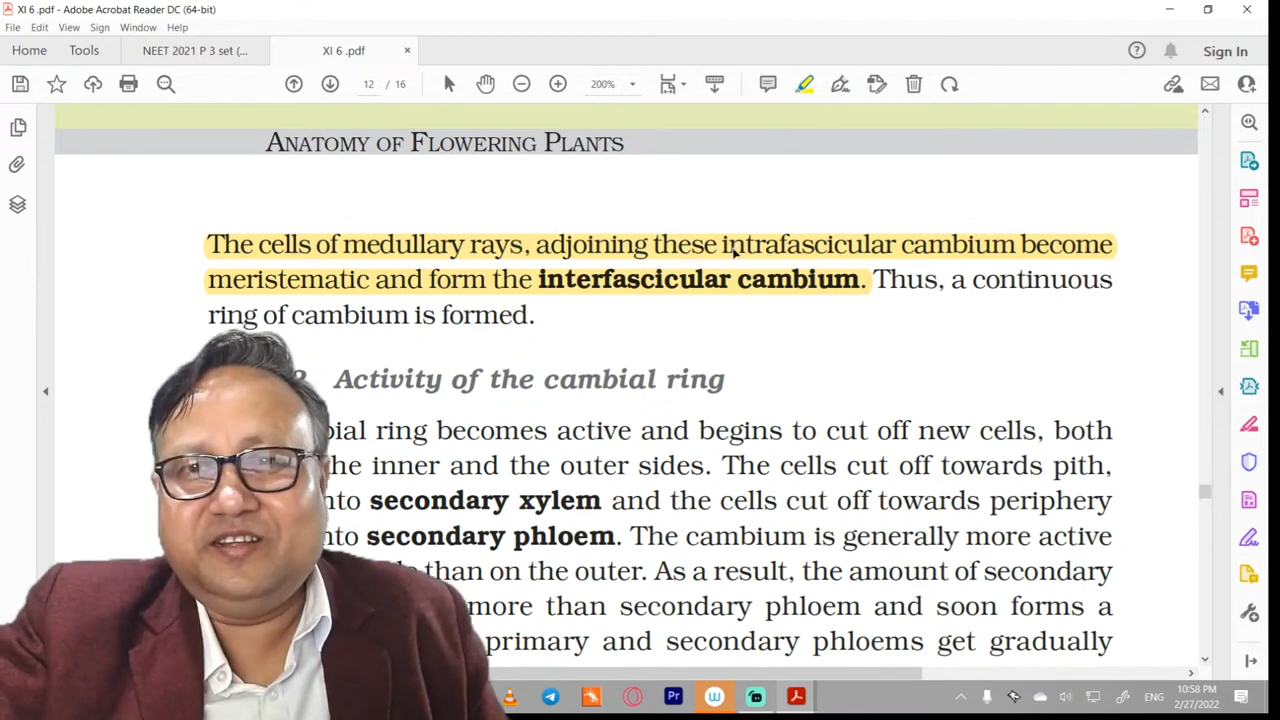 XI 6 .pdf - Adobe Acrobat Reader DC (64-bit)
File Edit View Sign Window Help
Home Tools NEET 2021 P 3 set (... XI 6 .pdf × Sign In
12 / 16 200%
ANATOMY OF FLOWERING PLANTS
The cells of medullary rays, adjoining these intrafascicular cambium become
meristematic and form the interfascicular cambium. Thus, a continuous
ring of cambium is formed.
Activity of the cambial ring
ring becomes active and begins to cut off new cells, both
the inner and the outer sides. The cells cut off towards pith,
secondary xylem and the cells cut off towards periphery
secondary phloem. The cambium is generally more active
than on the outer. As a result, the amount of secondary
more than secondary phloem and soon forms a
primary and secondary phloems get gradually
Pr
ENG
10:58 PM
2/27/2022